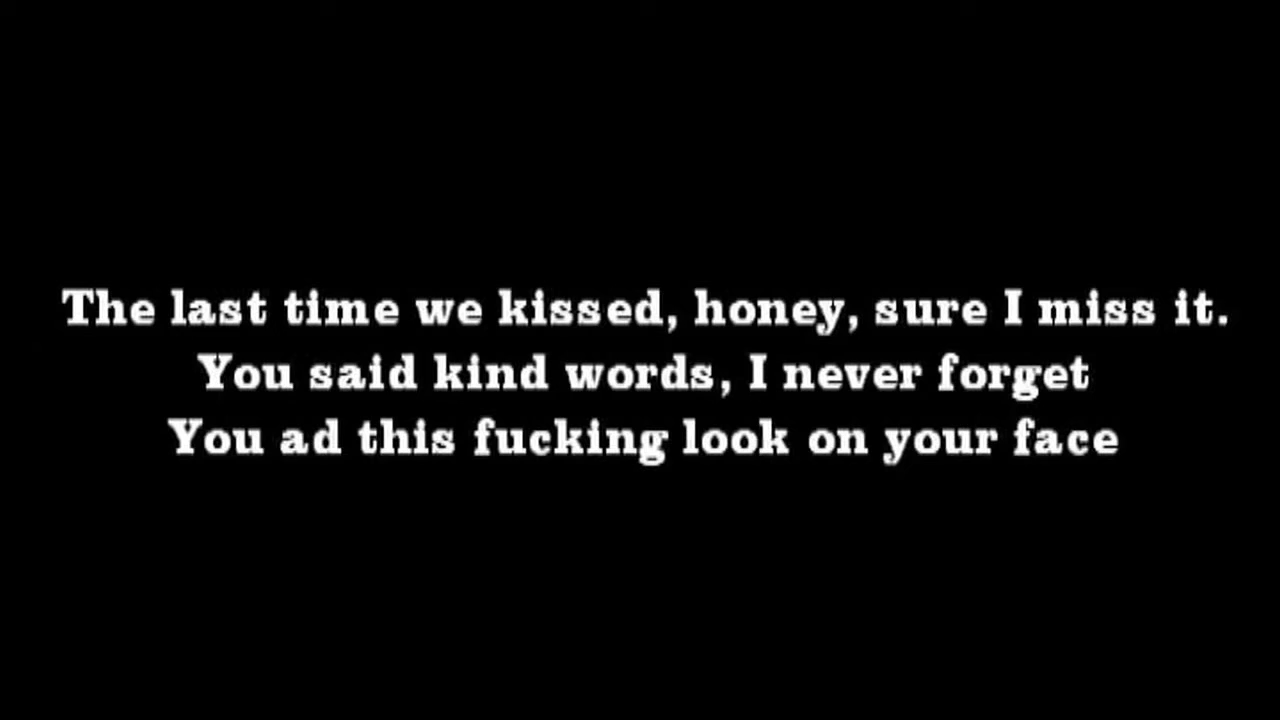 The last time we kissed, honey, sure I miss it.
You said kind words, I never forget
You ad this fucking look on your face